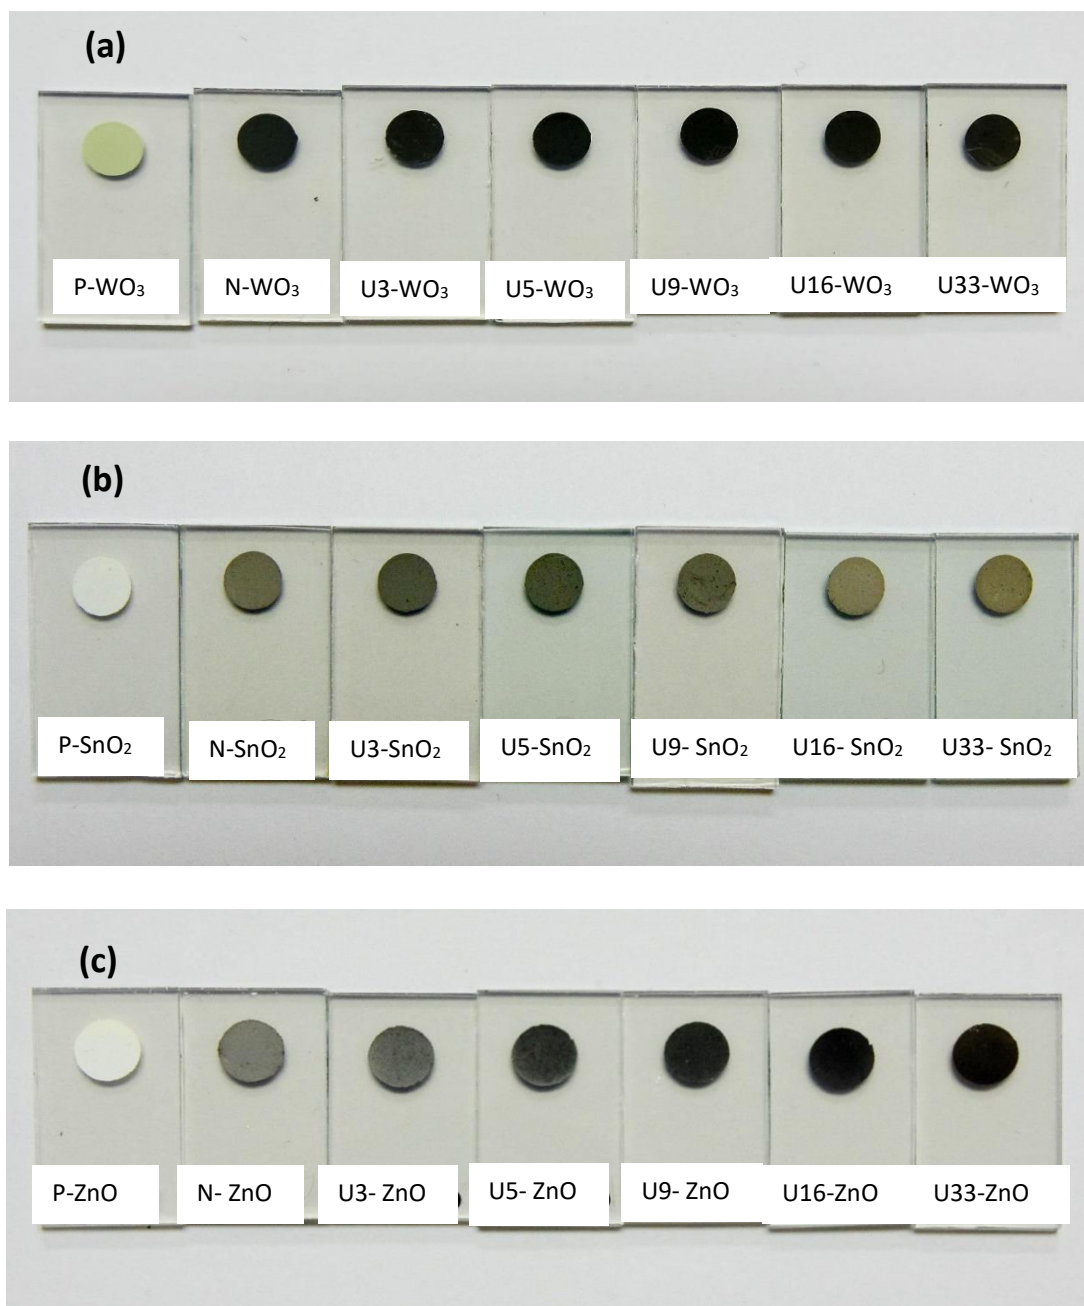 (a)
P-WO₃ N-WO₃ U3-WO₃ U5-WO₃ U9-WO₃ U16-WO₃ U33-WO₃
(b)
P-SnO₂ N-SnO₂ U3-SnO₂ U5-SnO₂ U9- SnO₂ U16- SnO₂ U33- SnO₂
(c)
P-ZnO N- ZnO U3- ZnO U5- ZnO U9- ZnO U16-ZnO U33-ZnO